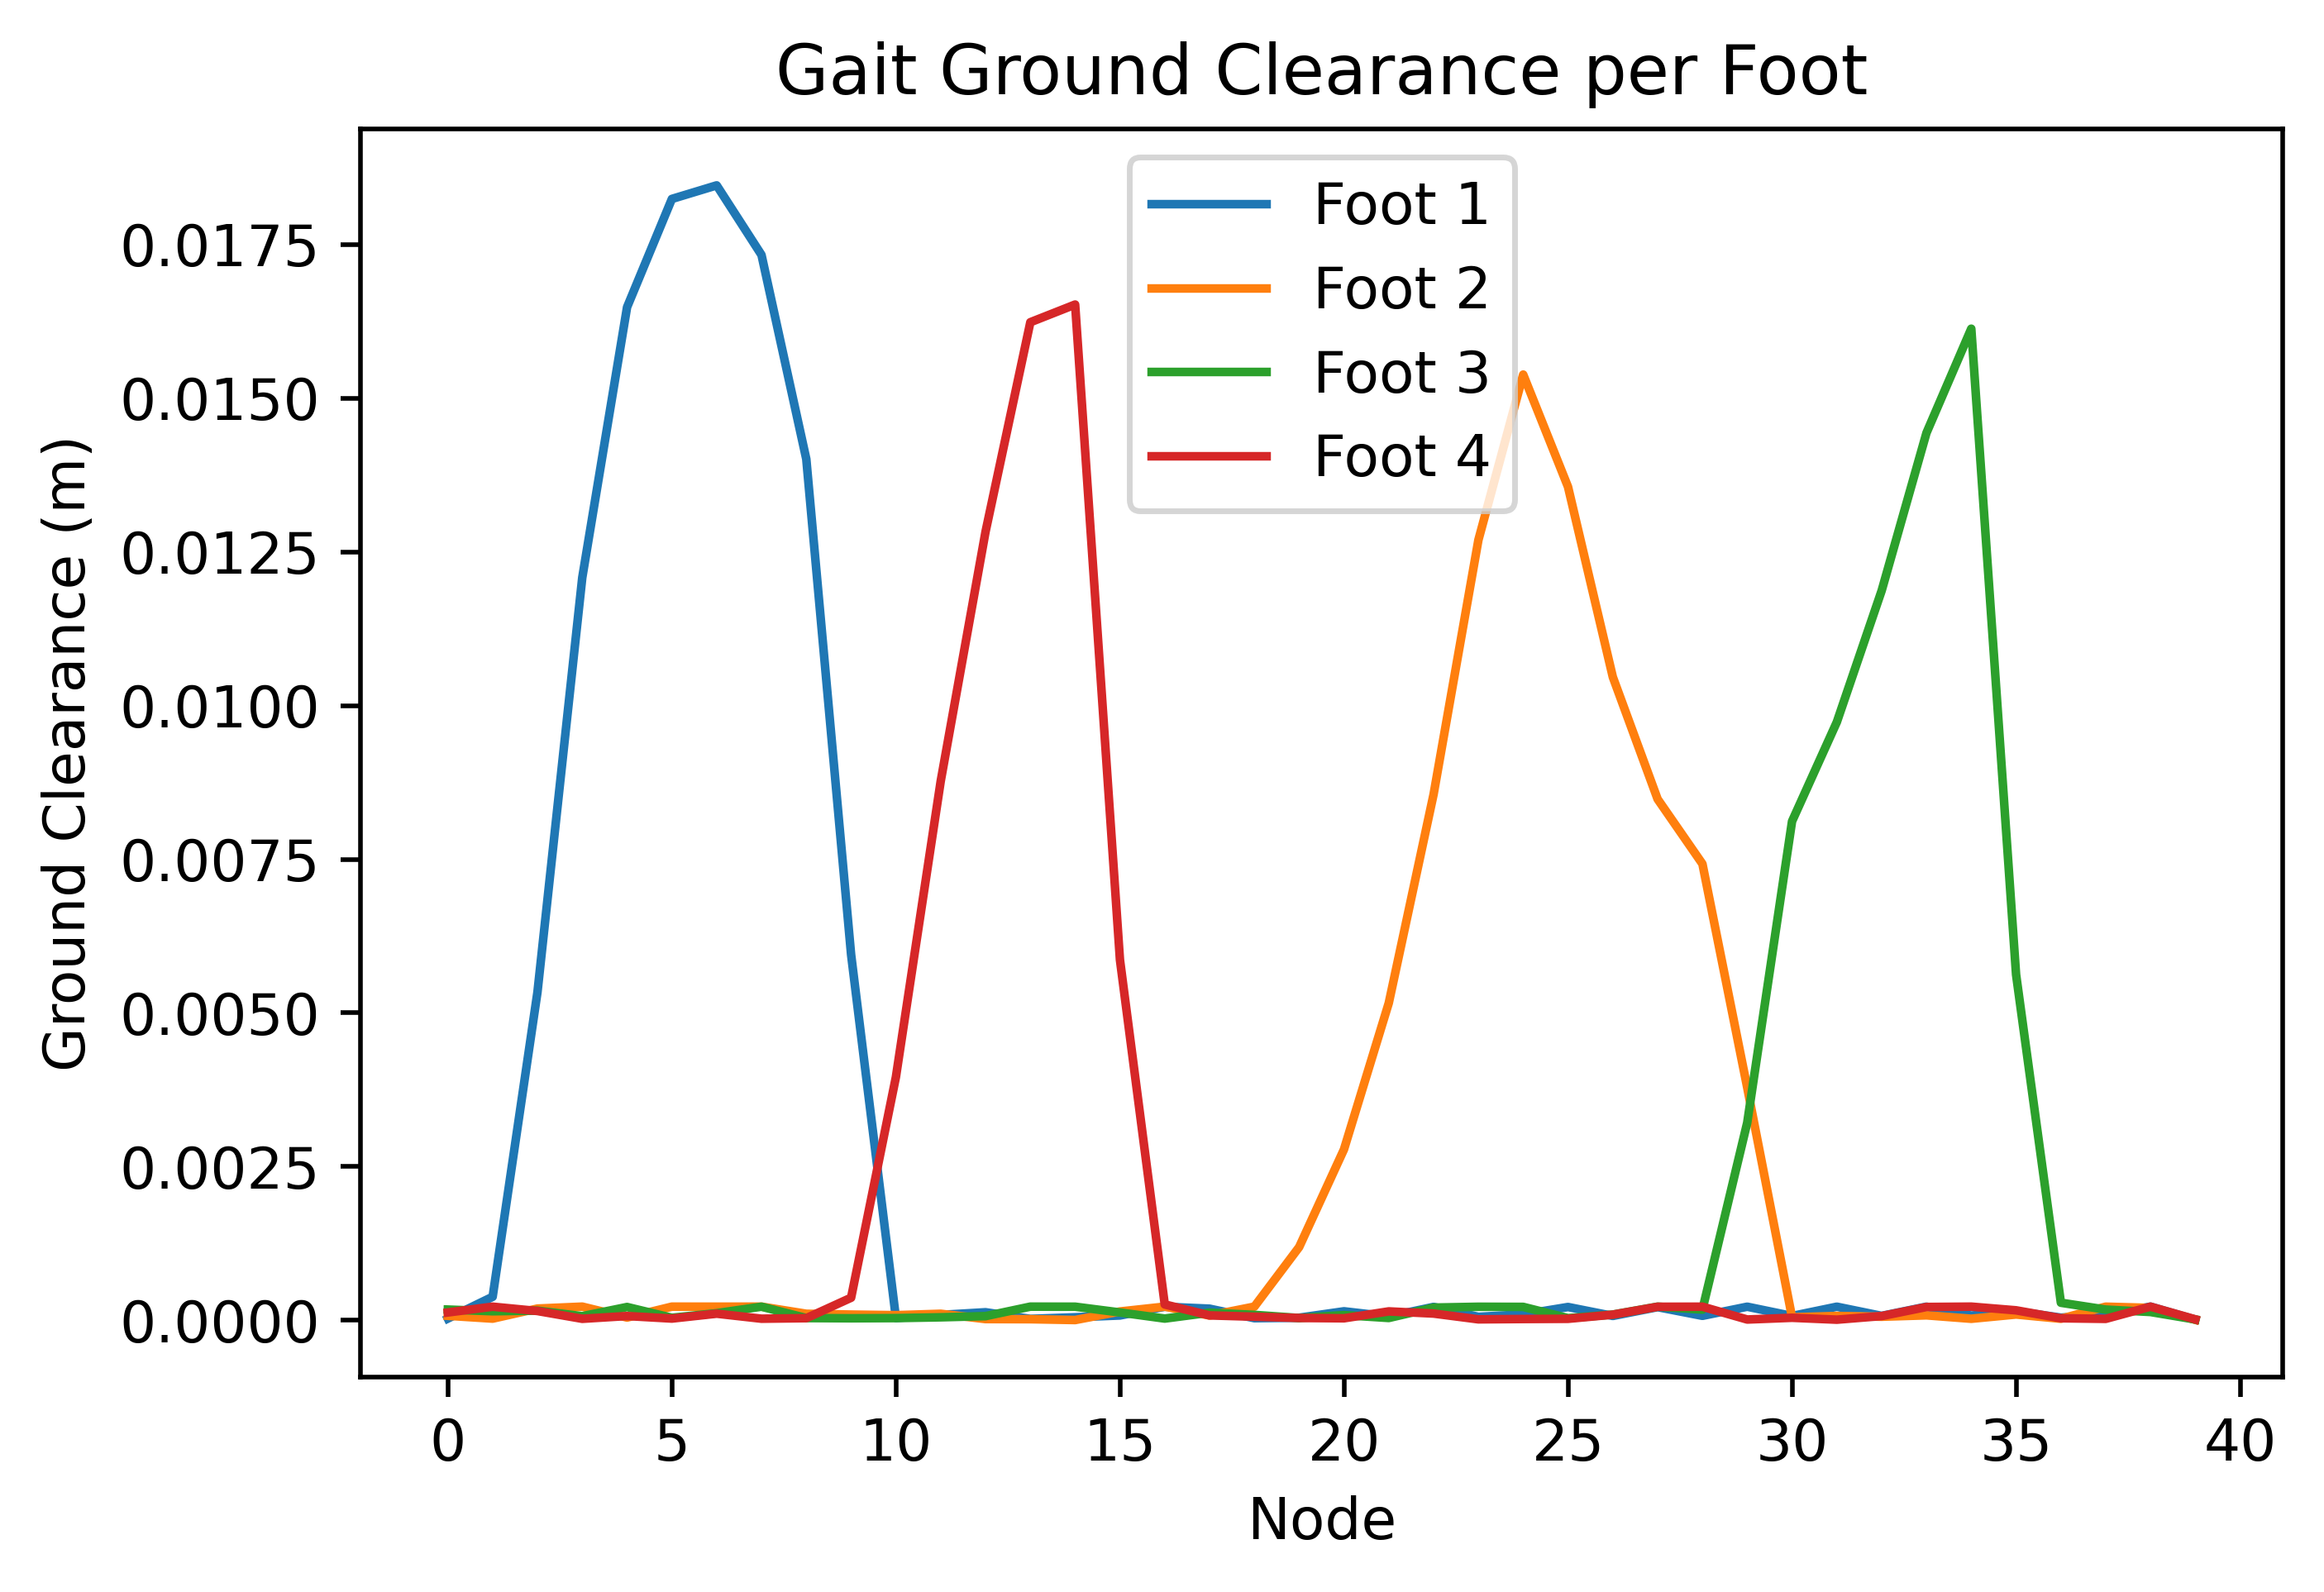 Gait Ground Clearance per Foot
Foot 1
Foot 2
Foot 3
Foot 4
Ground Clearance (m)
0.0175
0.0150
0.0125
0.0100
0.0075
0.0050
0.0025
0.0000
0 5 10 15 20 25 30 35 40
Node